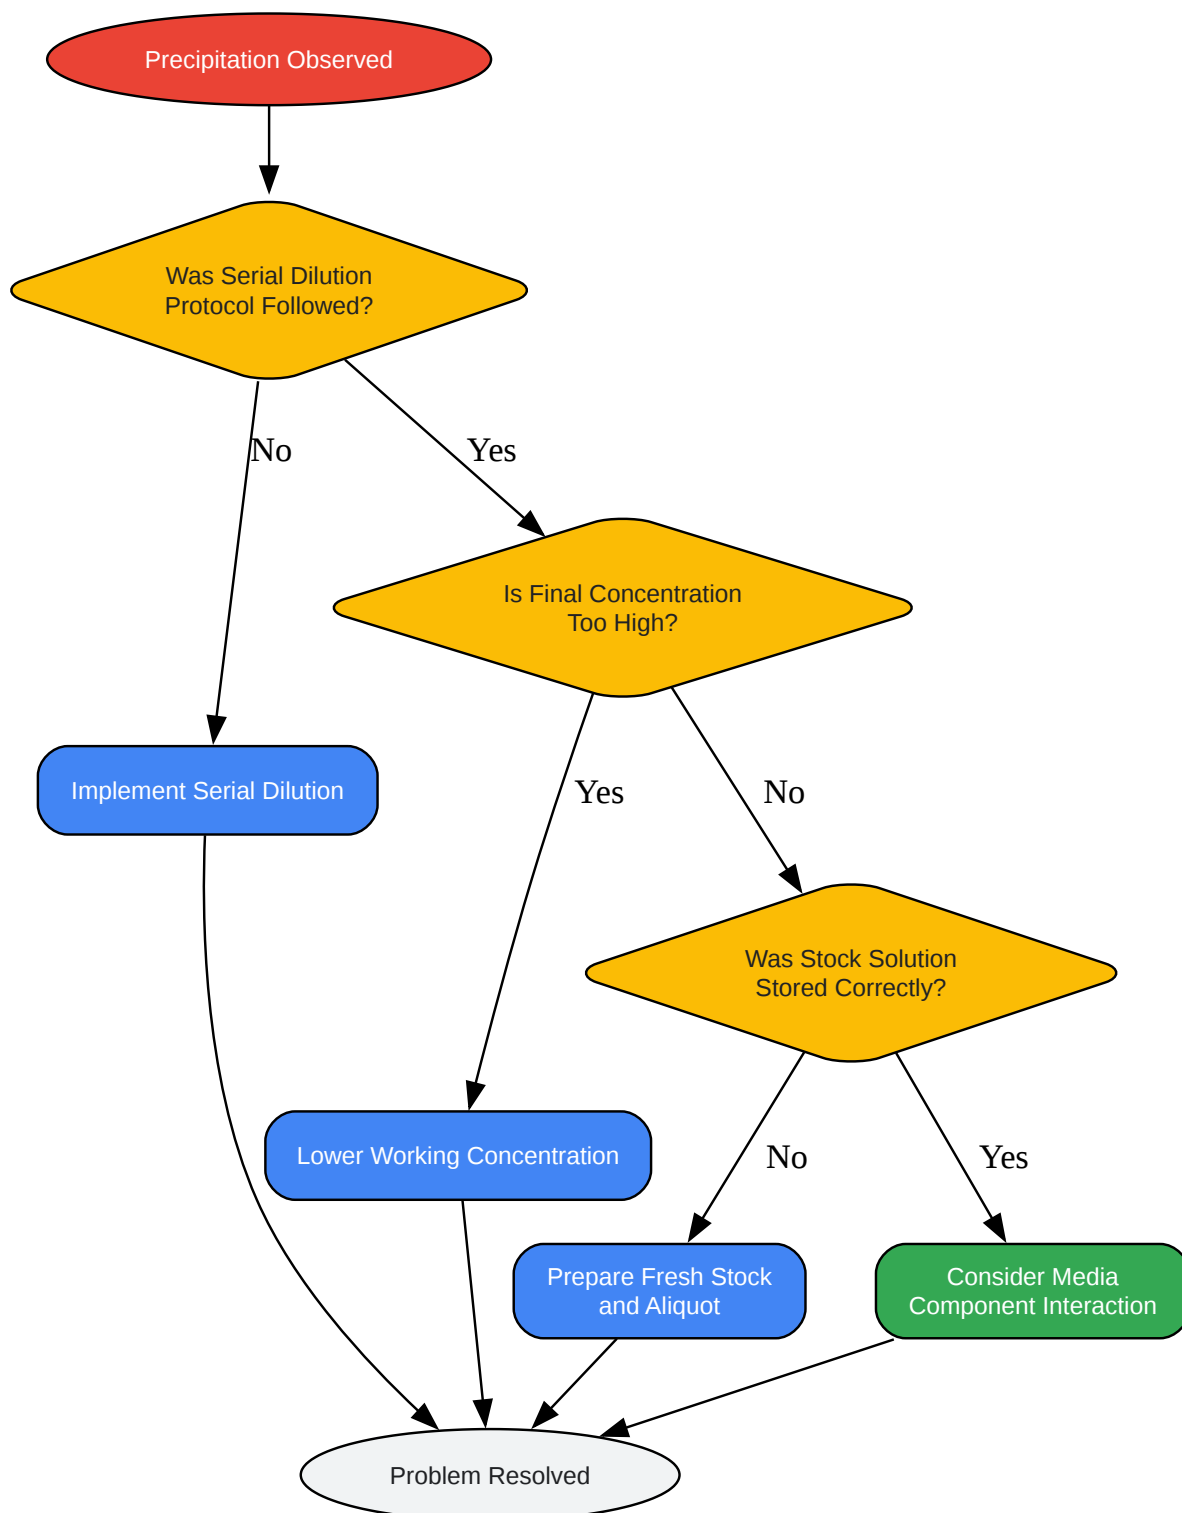 Precipitation Observed
Was Serial Dilution
Protocol Followed?
No
Yes
Is Final Concentration
Too High?
Implement Serial Dilution
Yes
No
Was Stock Solution
Stored Correctly?
Lower Working Concentration
No
Yes
Prepare Fresh Stock
and Aliquot
Consider Media
Component Interaction
Problem Resolved